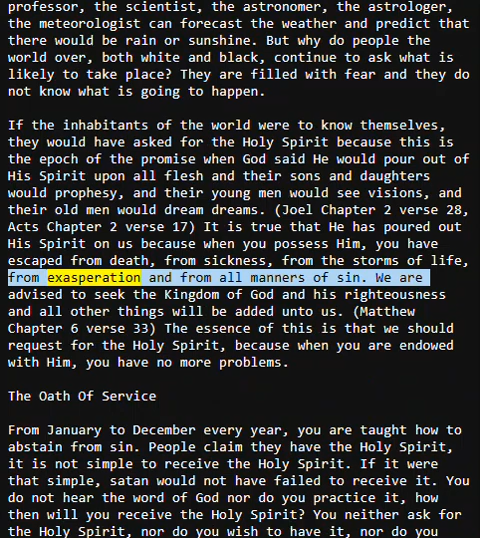 professor, the scientist, the astronomer, the astrologer,
the meteorologist can forecast the weather and predict that
there would be rain or sunshine. But why do people the
world over, both white and black, continue to ask what is
likely to take place? They are filled with fear and they do
not know what is going to happen.

If the inhabitants of the world were to know themselves,
they would have asked for the Holy Spirit because this is
the epoch of the promise when God said He would pour out of
His Spirit upon all flesh and their sons and daughters
would prophesy, and their young men would see visions, and
their old men would dream dreams. (Joel Chapter 2 verse 28,
Acts Chapter 2 verse 17) It is true that He has poured out
His Spirit on us because when you possess Him, you have
escaped from death, from sickness, from the storms of life,
from exasperation and from all manners of sin. We are
advised to seek the Kingdom of God and his righteousness
and all other things will be added unto us. (Matthew
Chapter 6 verse 33) The essence of this is that we should
request for the Holy Spirit, because when you are endowed
with Him, you have no more problems.

The Oath Of Service

From January to December every year, you are taught how to
abstain from sin. People claim they have the Holy Spirit,
it is not simple to receive the Holy Spirit. If it were
that simple, satan would not have failed to receive it. You
do not hear the word of God nor do you practice it, how
then will you receive the Holy Spirit? You neither ask for
the Holy Spirit, nor do you wish to have it, nor do you